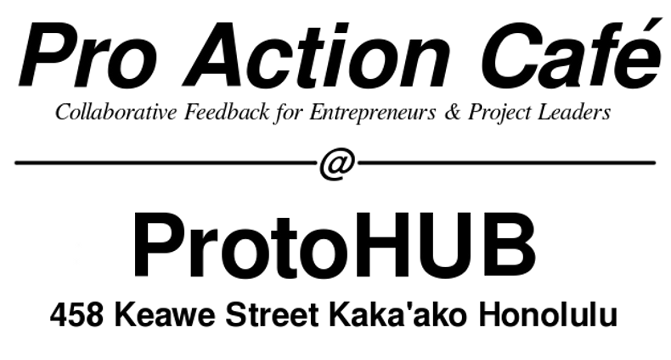 Pro Action Café
Collaborative Feedback for Entrepreneurs & Project Leaders
@
ProtoHUB
458 Keawe Street Kaka'ako Honolulu